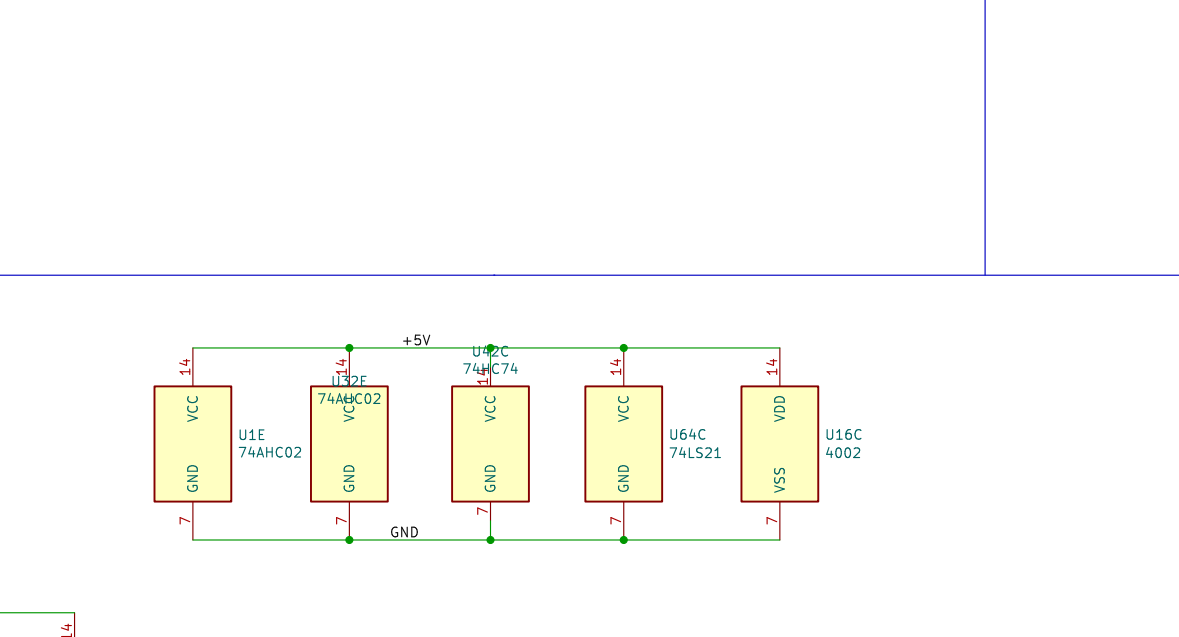 +5V
14
VCC
GND
7
U1E
74AHC02
14
U32E
74AHC02
VCC
GND
7
U42C
74HC74
14
VCC
GND
7
14
VCC
GND
7
U64C
74LS21
14
VDD
VSS
7
U16C
4002
GND